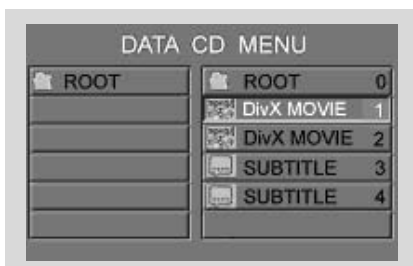 DATA CD MENU
ROOT
ROOT 0
DivX MOVIE 1
DivX MOVIE 2
SUBTITLE 3
SUBTITLE 4